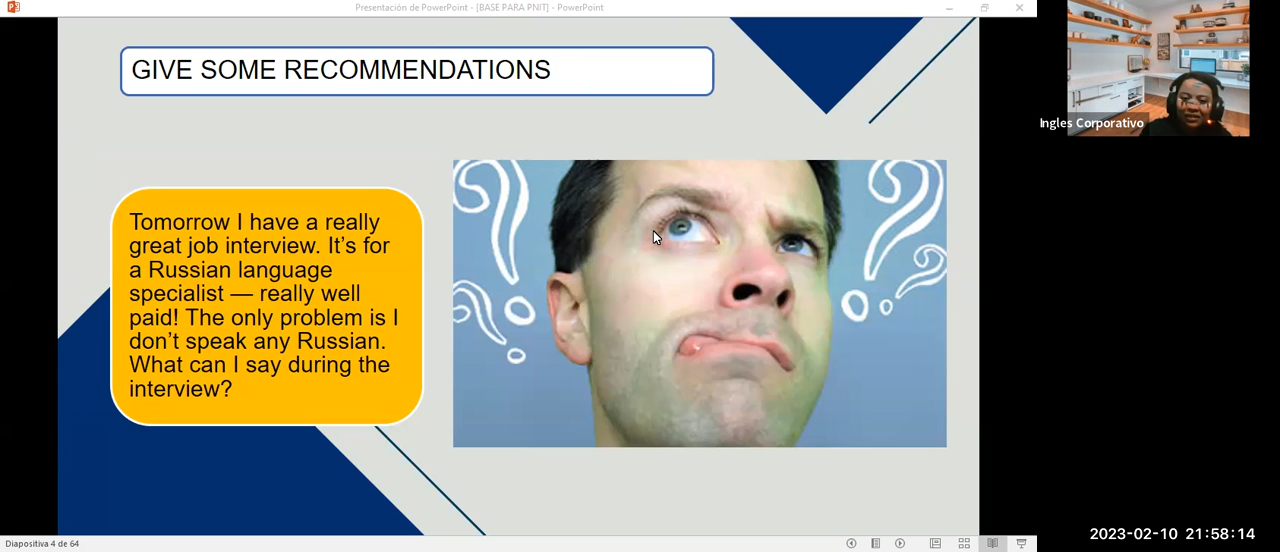 Presentación de PowerPoint - [BASE PARA PNIT] - PowerPoint
GIVE SOME RECOMMENDATIONS
Tomorrow I have a really
great job interview. It’s for
a Russian language
specialist — really well
paid! The only problem is I
don’t speak any Russian.
What can I say during the
interview?
Ingles Corporativo
Diapositiva 4 de 64
2023-02-10 21:58:14